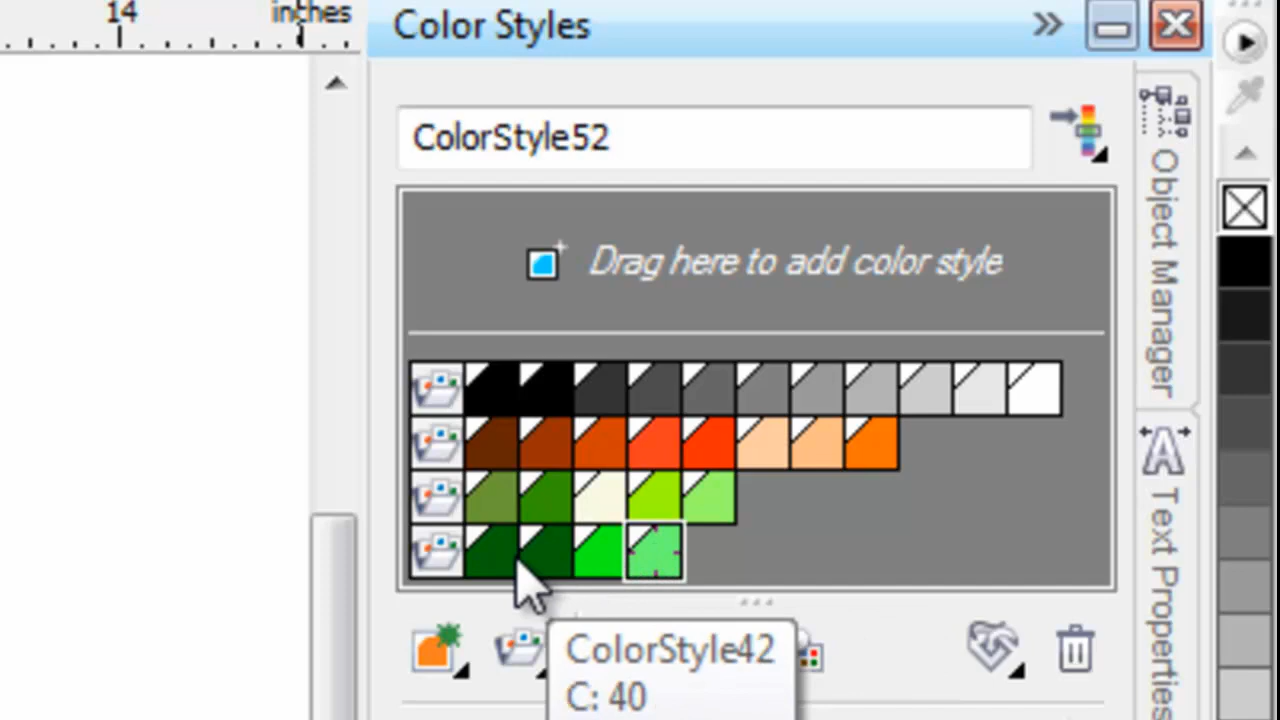 14
inches
Color Styles
ColorStyle52
Object Manager
Drag here to add color style
Text Properties
ColorStyle42
C: 40